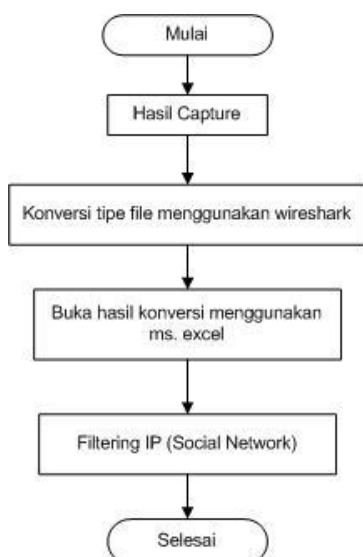 Mulai
Hasil Capture
Konversi tipe file menggunakan wireshark
Buka hasil konversi menggunakan
ms. excel
Filtering IP (Social Network)
Selesai